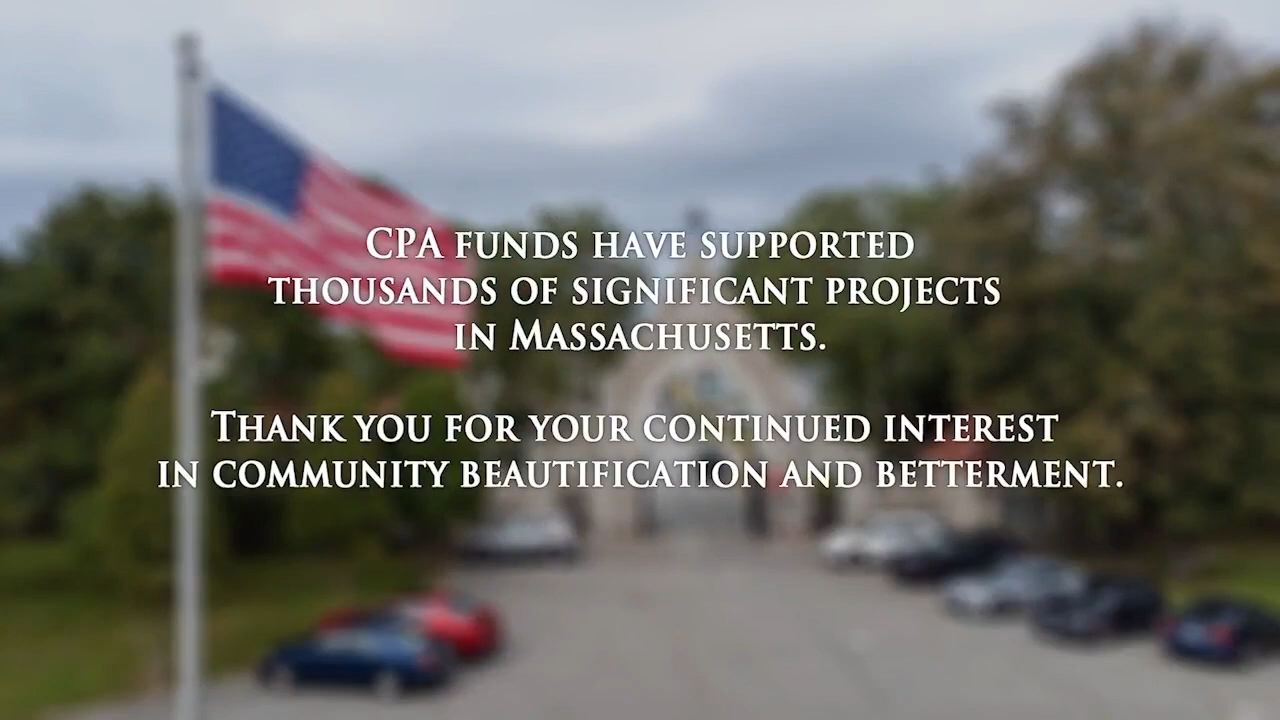 CPA FUNDS HAVE SUPPORTED
THOUSANDS OF SIGNIFICANT PROJECTS
IN MASSACHUSETTS.
THANK YOU FOR YOUR CONTINUED INTEREST
IN COMMUNITY BEAUTIFICATION AND BETTERMENT.